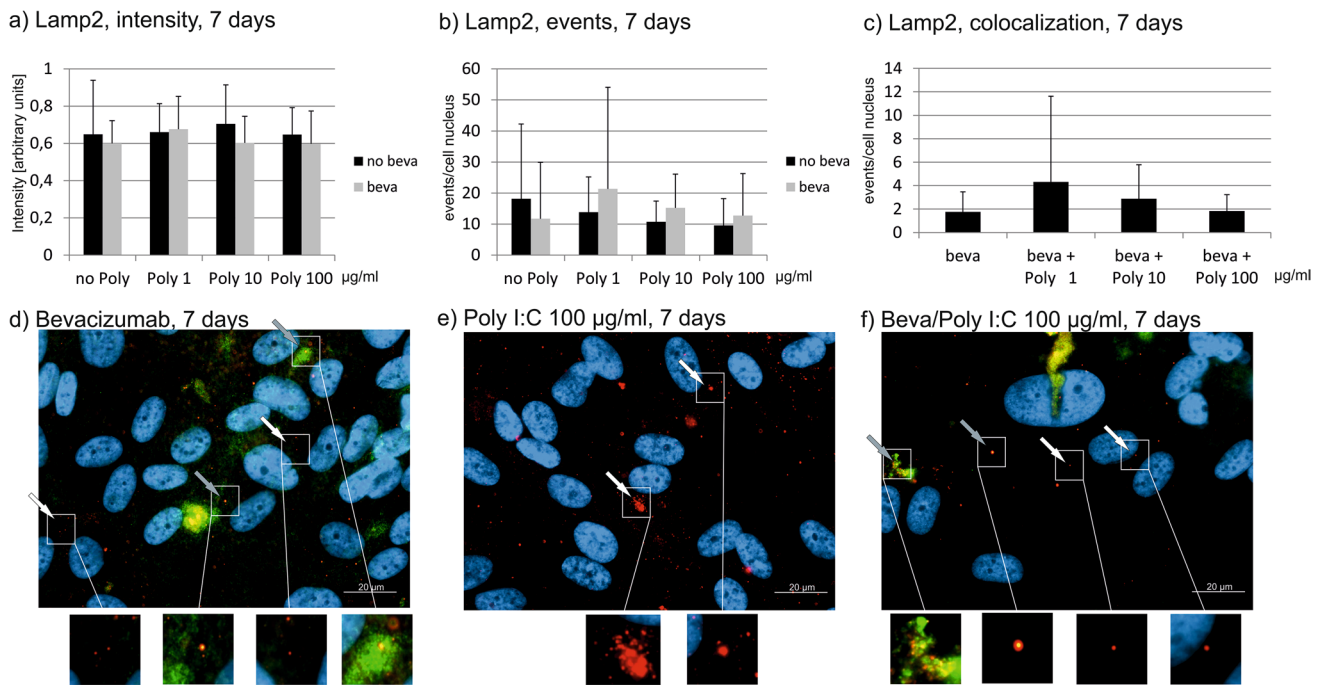 a) Lamp2, intensity, 7 days
Intensity [arbitrary units]
1
0,8
0,6
0,4
0,2
0
no Poly Poly 1 Poly 10 Poly 100 µg/ml
no beva
beva
b) Lamp2, events, 7 days
events/cell nucleus
60
50
40
30
20
10
0
no Poly Poly 1 Poly 10 Poly 100 µg/ml
no beva
beva
c) Lamp2, colocalization, 7 days
events/cell nucleus
14
12
10
8
6
4
2
0
beva beva + beva + beva +
Poly 1 Poly 10 Poly 100 µg/ml
d) Bevacizumab, 7 days
20 µm
e) Poly I:C 100 µg/ml, 7 days
20 µm
f) Beva/Poly I:C 100 µg/ml, 7 days
20 µm